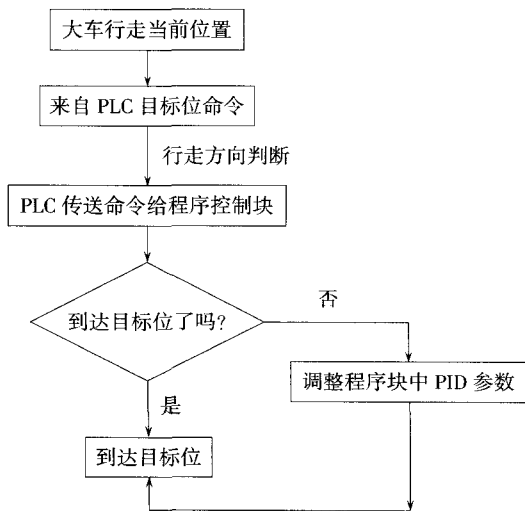 大车行走当前位置
来自 PLC 目标位命令
行走方向判断
PLC 传送命令给程序控制块
到达目标位了吗?
否
调整程序块中 PID 参数
是
到达目标位